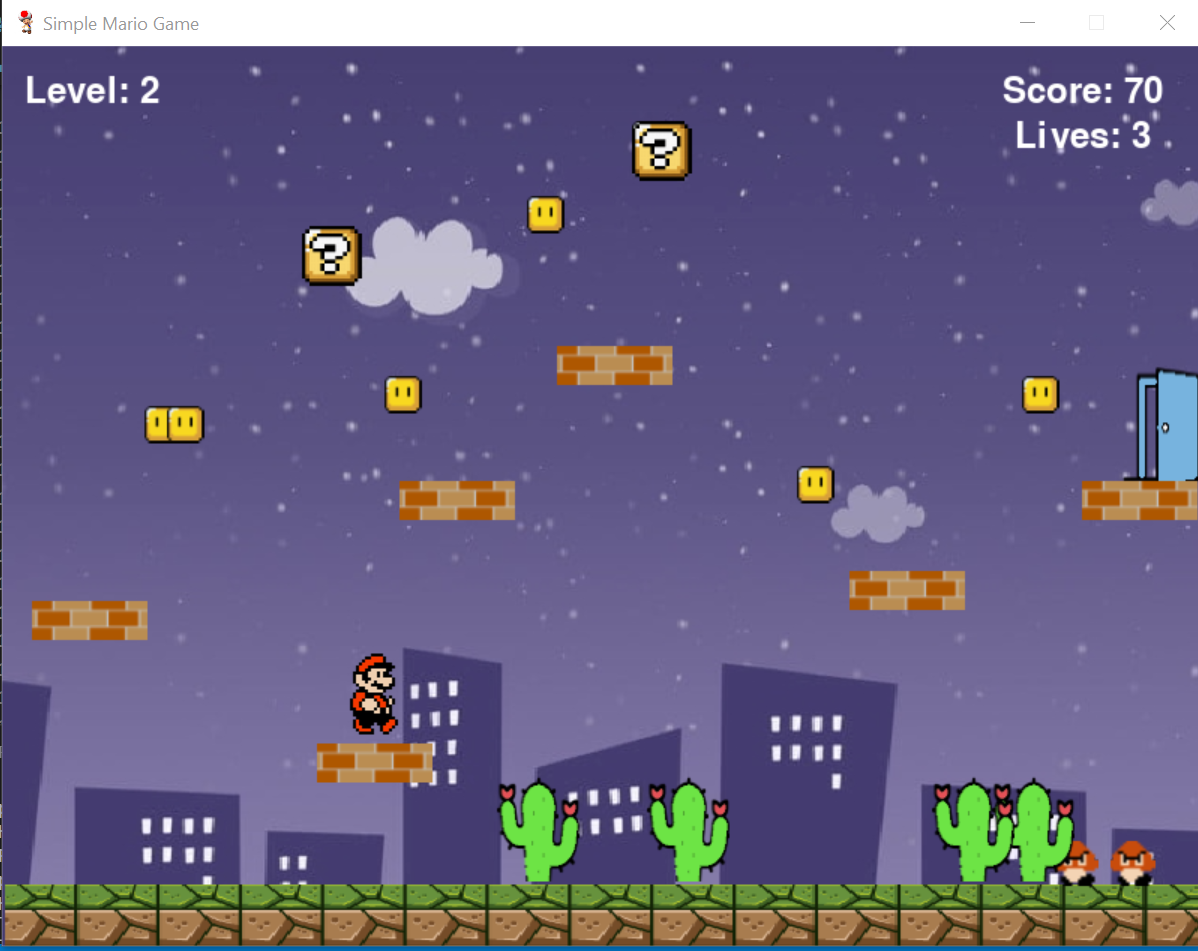 Simple Mario Game
Level: 2
Score: 70
Lives: 3
?
?